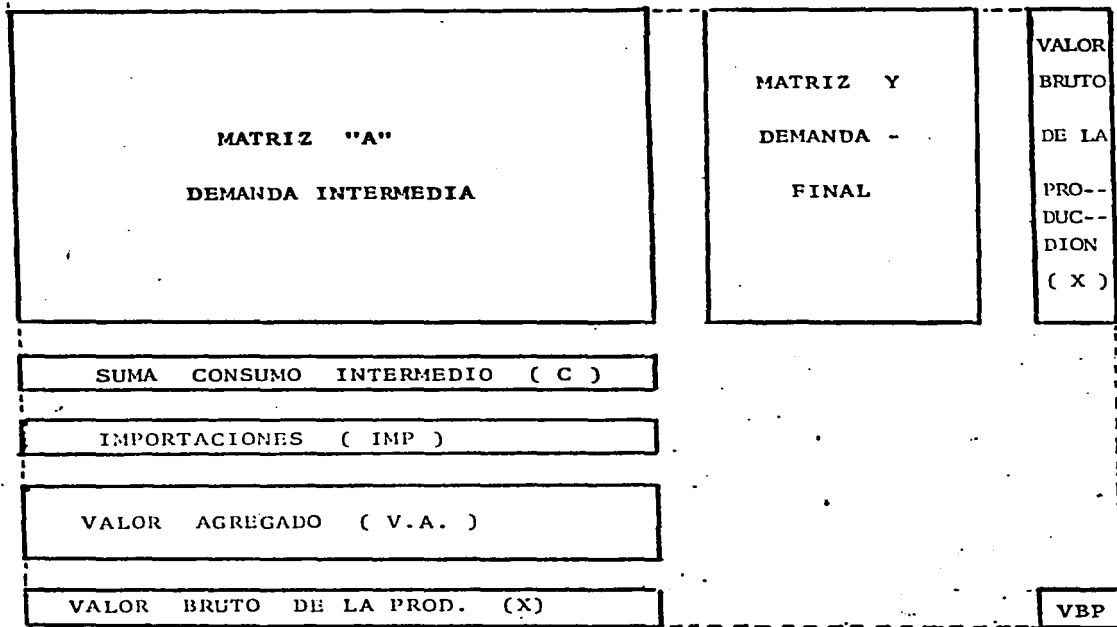 MATRIZ "A"
DEMANDA INTERMEDIA
MATRIZ Y
DEMANDA -
FINAL
VALOR
BRUTO
DE LA
PRO--
DUC--
DION
( X )
SUMA CONSUMO INTERMEDIO ( C )
IMPORTACIONES ( IMP )
VALOR AGREGADO ( V.A. )
VALOR BRUTO DE LA PROD. (X)
VBP